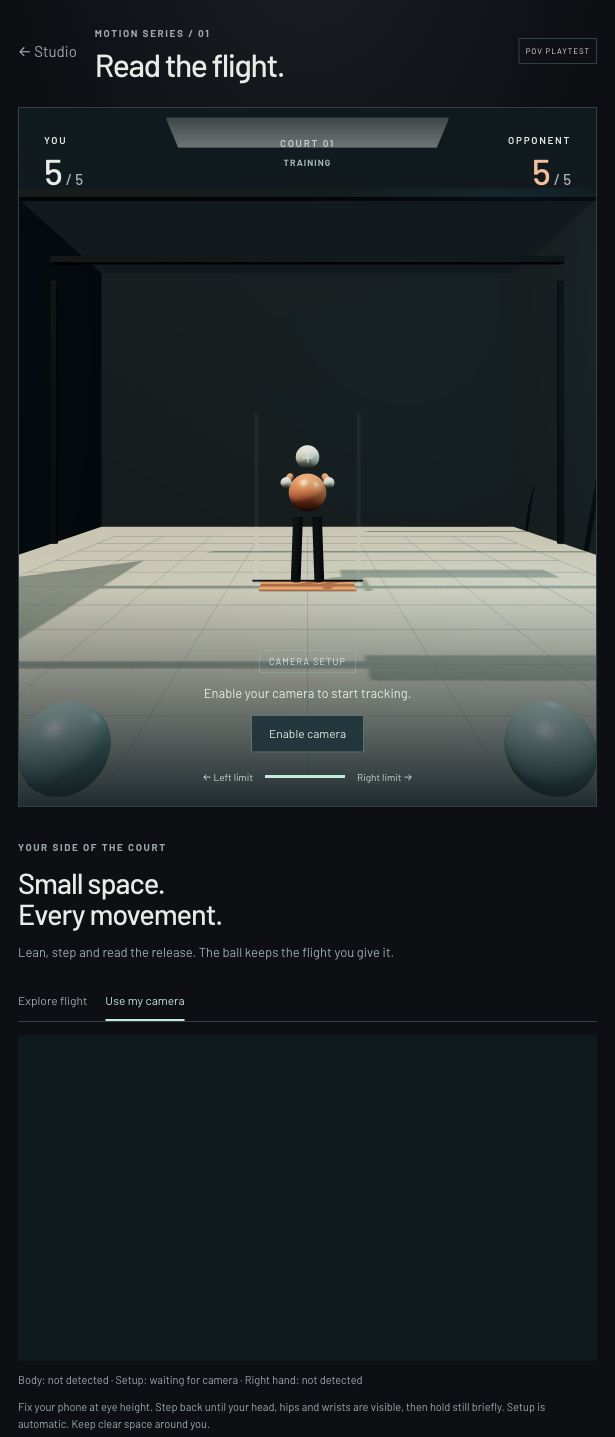 ← Studio
MOTION SERIES / 01
Read the flight.
POV PLAYTEST
YOU
5 / 5
COURT 01
TRAINING
OPPONENT
5 / 5
CAMERA SETUP
Enable your camera to start tracking.
Enable camera
← Left limit
Right limit →
YOUR SIDE OF THE COURT
Small space.
Every movement.
Lean, step and read the release. The ball keeps the flight you give it.
Explore flight
Use my camera
Body: not detected · Setup: waiting for camera · Right hand: not detected
Fix your phone at eye height. Step back until your head, hips and wrists are visible, then hold still briefly. Setup is
automatic. Keep clear space around you.